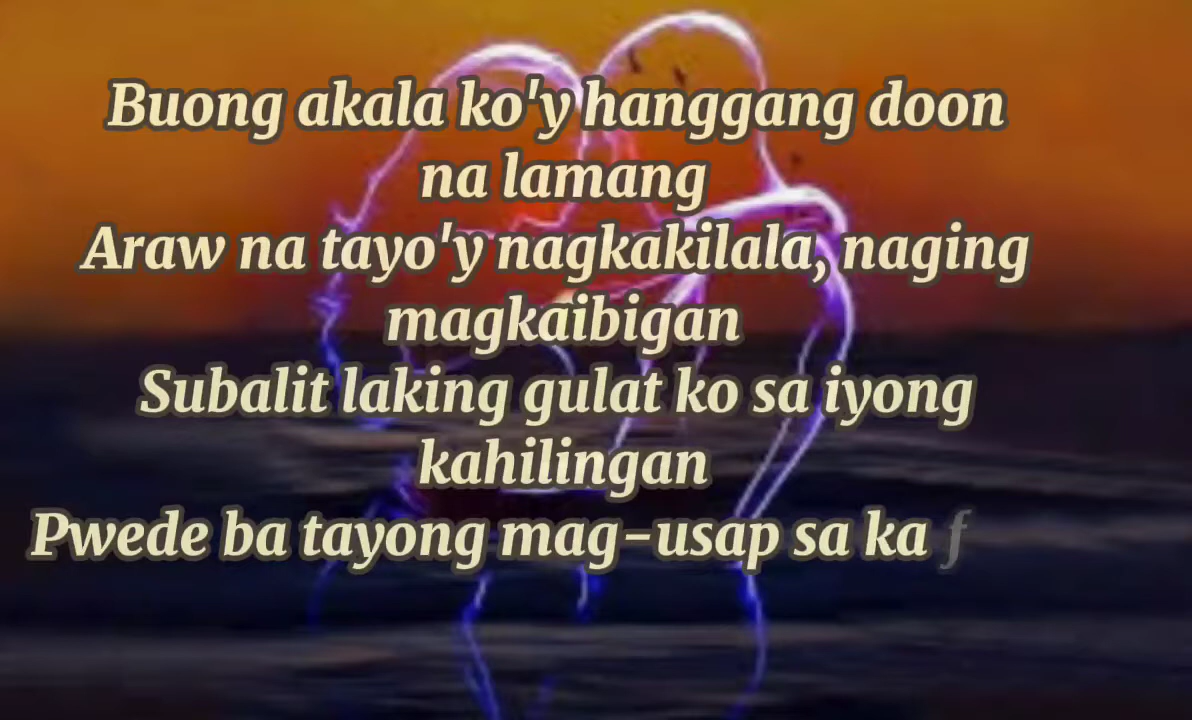 Buong akala ko'y hanggang doon
na lamang
Araw na tayo'y nagkakilala, naging
magkaibigan
Subalit laking gulat ko sa iyong
kahilingan
Pwede ba tayong mag-usap sa ka f